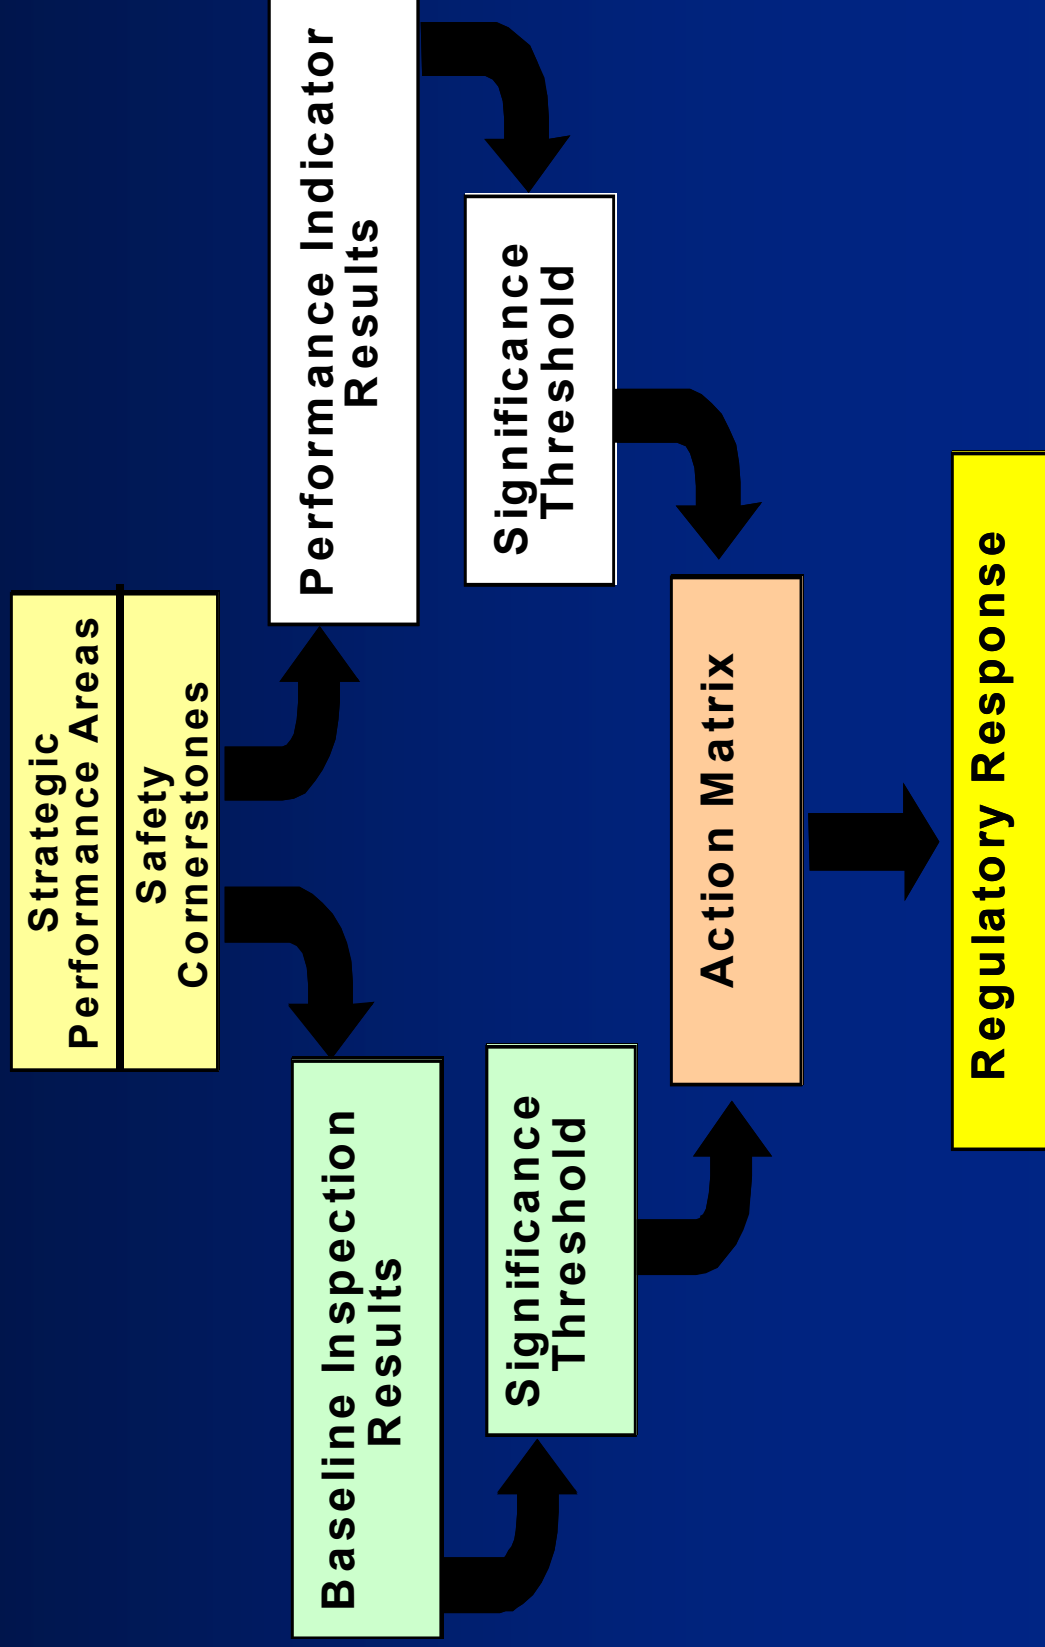 Strategic
Performance Areas
Safety
Cornerstones
Baseline Inspection
Results
Performance Indicator
Results
Significance
Threshold
Significance
Threshold
Action Matrix
Regulatory Response